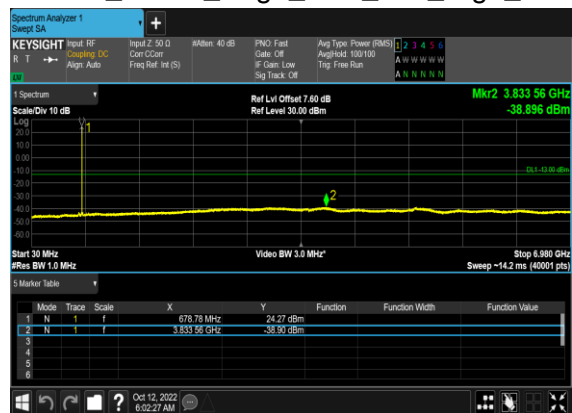 Spectrum Analyzer 1
Swept SA
KEYSIGHT Input: RF Input Z: 50 Ω #Atten: 40 dB PNO: Fast Avg Type: Power (RMS) 1 2 3 4 5 6
R T Coupling: DC Corr CCorr Gate: Off Avg|Hold: 100/100 A W W W W W
Align: Auto Freq Ref: Int (S) IF Gain: Low Trig: Free Run
Sig Track: Off A N N N N N
1 Spectrum Ref Lvl Offset 7.60 dB Mkr2 3.833 56 GHz
Scale/Div 10 dB Ref Level 30.00 dBm -38.896 dBm
Log
1
20.0
10.0
0.00
-10.0 DL1 -13.00 dBm
-20.0
-30.0
2
-40.0
-50.0
-60.0
Start 30 MHz Video BW 3.0 MHz* Stop 6.980 GHz
#Res BW 1.0 MHz Sweep ~14.2 ms (40001 pts)
5 Marker Table
Mode Trace Scale X Y Function Function Width Function Value
1 N 1 f 678.78 MHz 24.27 dBm
2 N 1 f 3.833 56 GHz -38.90 dBm
3
4
5
6
? Oct 12, 2022
6:02:27 AM